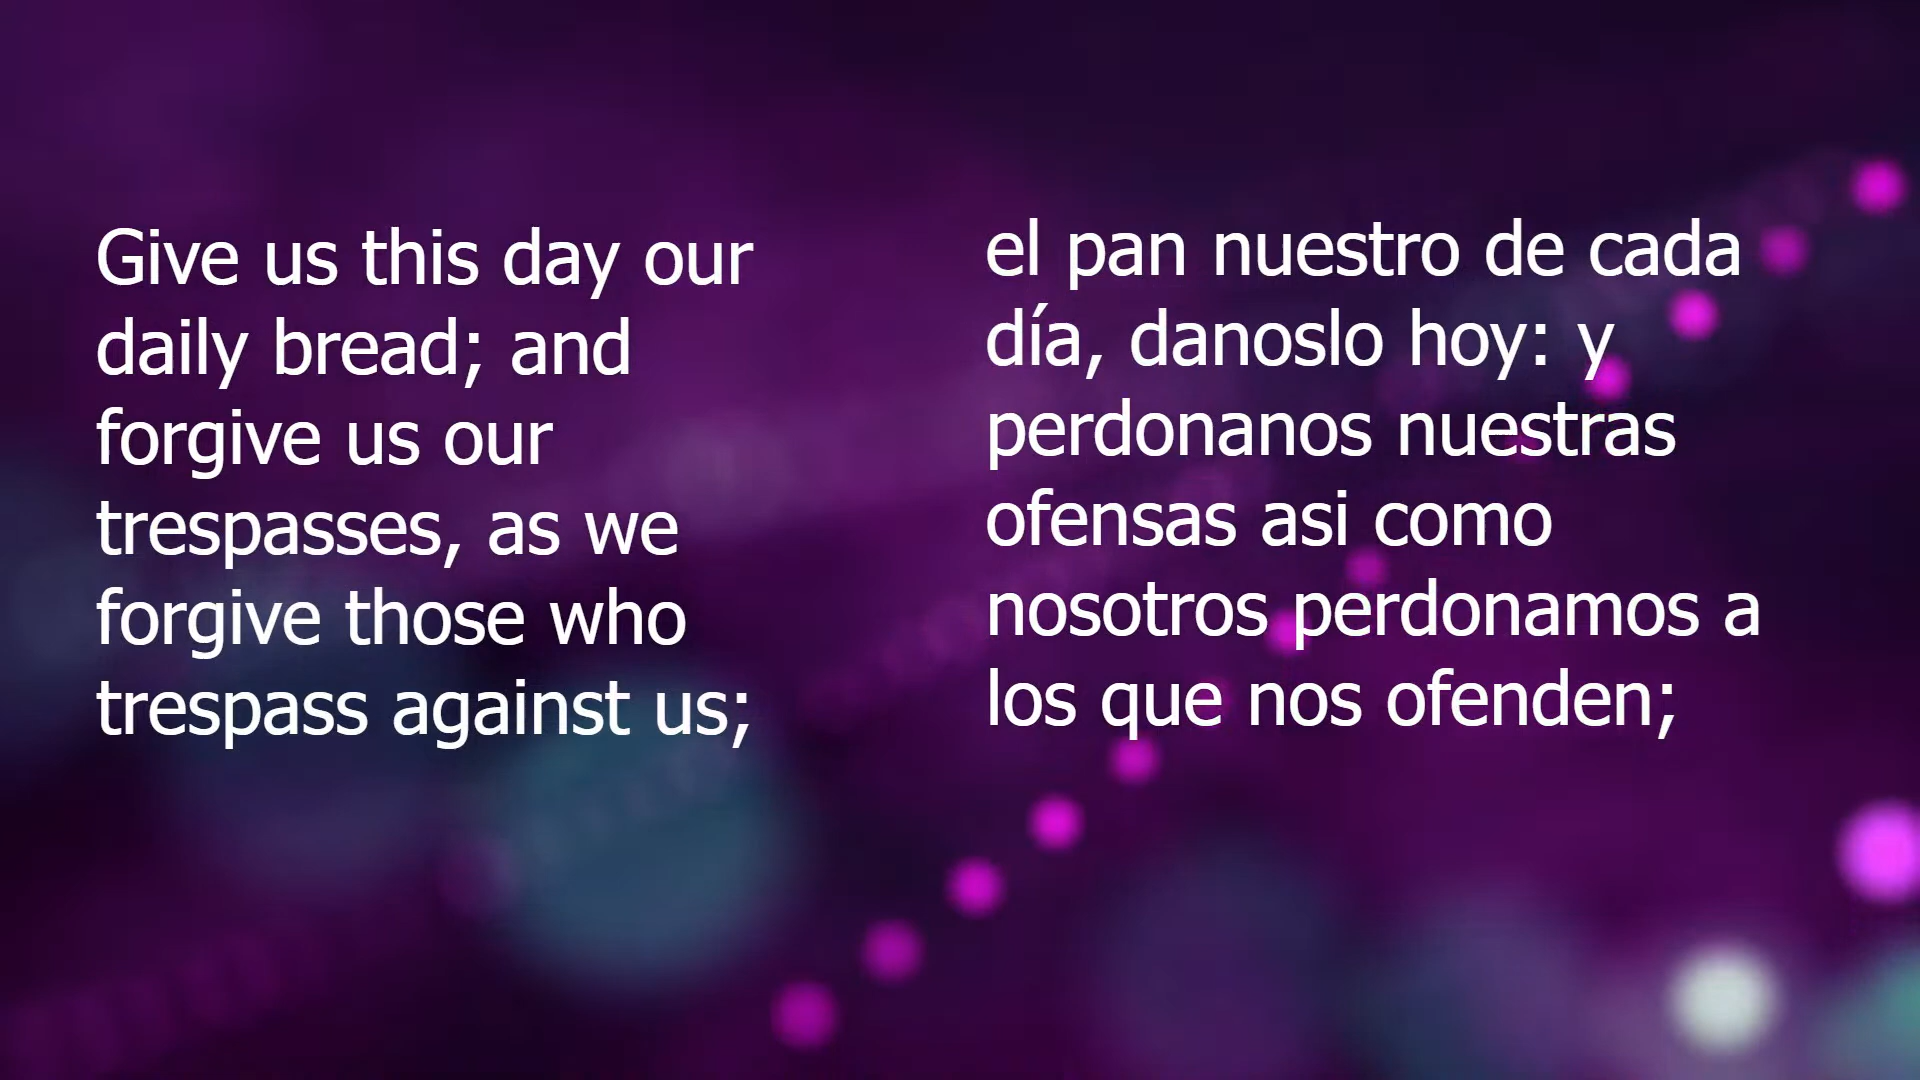 Give us this day our
daily bread; and
forgive us our
trespasses, as we
forgive those who
trespass against us;
el pan nuestro de cada
día, danoslo hoy: y
perdonanos nuestras
ofensas asi como
nosotros perdonamos a
los que nos ofenden;